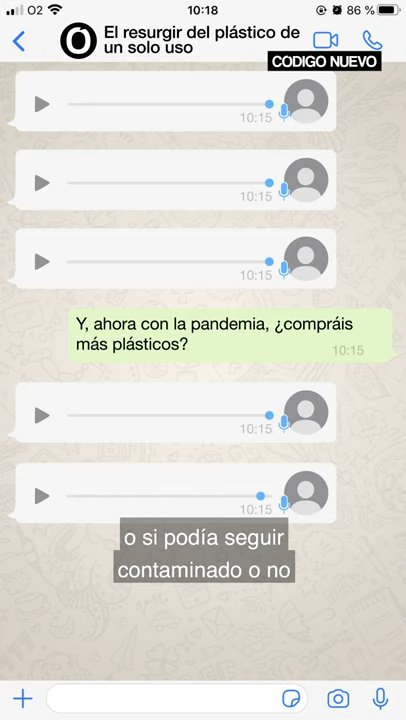 O2 10:18 86 %
El resurgir del plástico de
un solo uso
CODIGO NUEVO
10:15
10:15
10:15
Y, ahora con la pandemia, ¿compráis
más plásticos?
10:15
10:15
10:15
o si podía seguir
contaminado o no